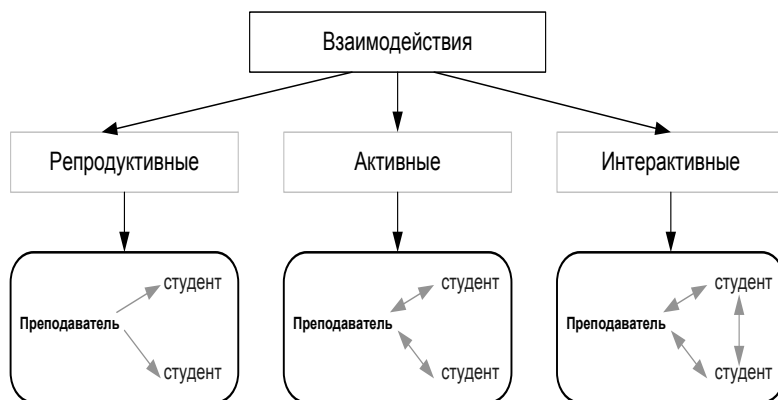 Взаимодействия
Репродуктивные
Активные
Интерактивные
студент
Преподаватель
студент
студент
Преподаватель
студент
студент
Преподаватель
студент